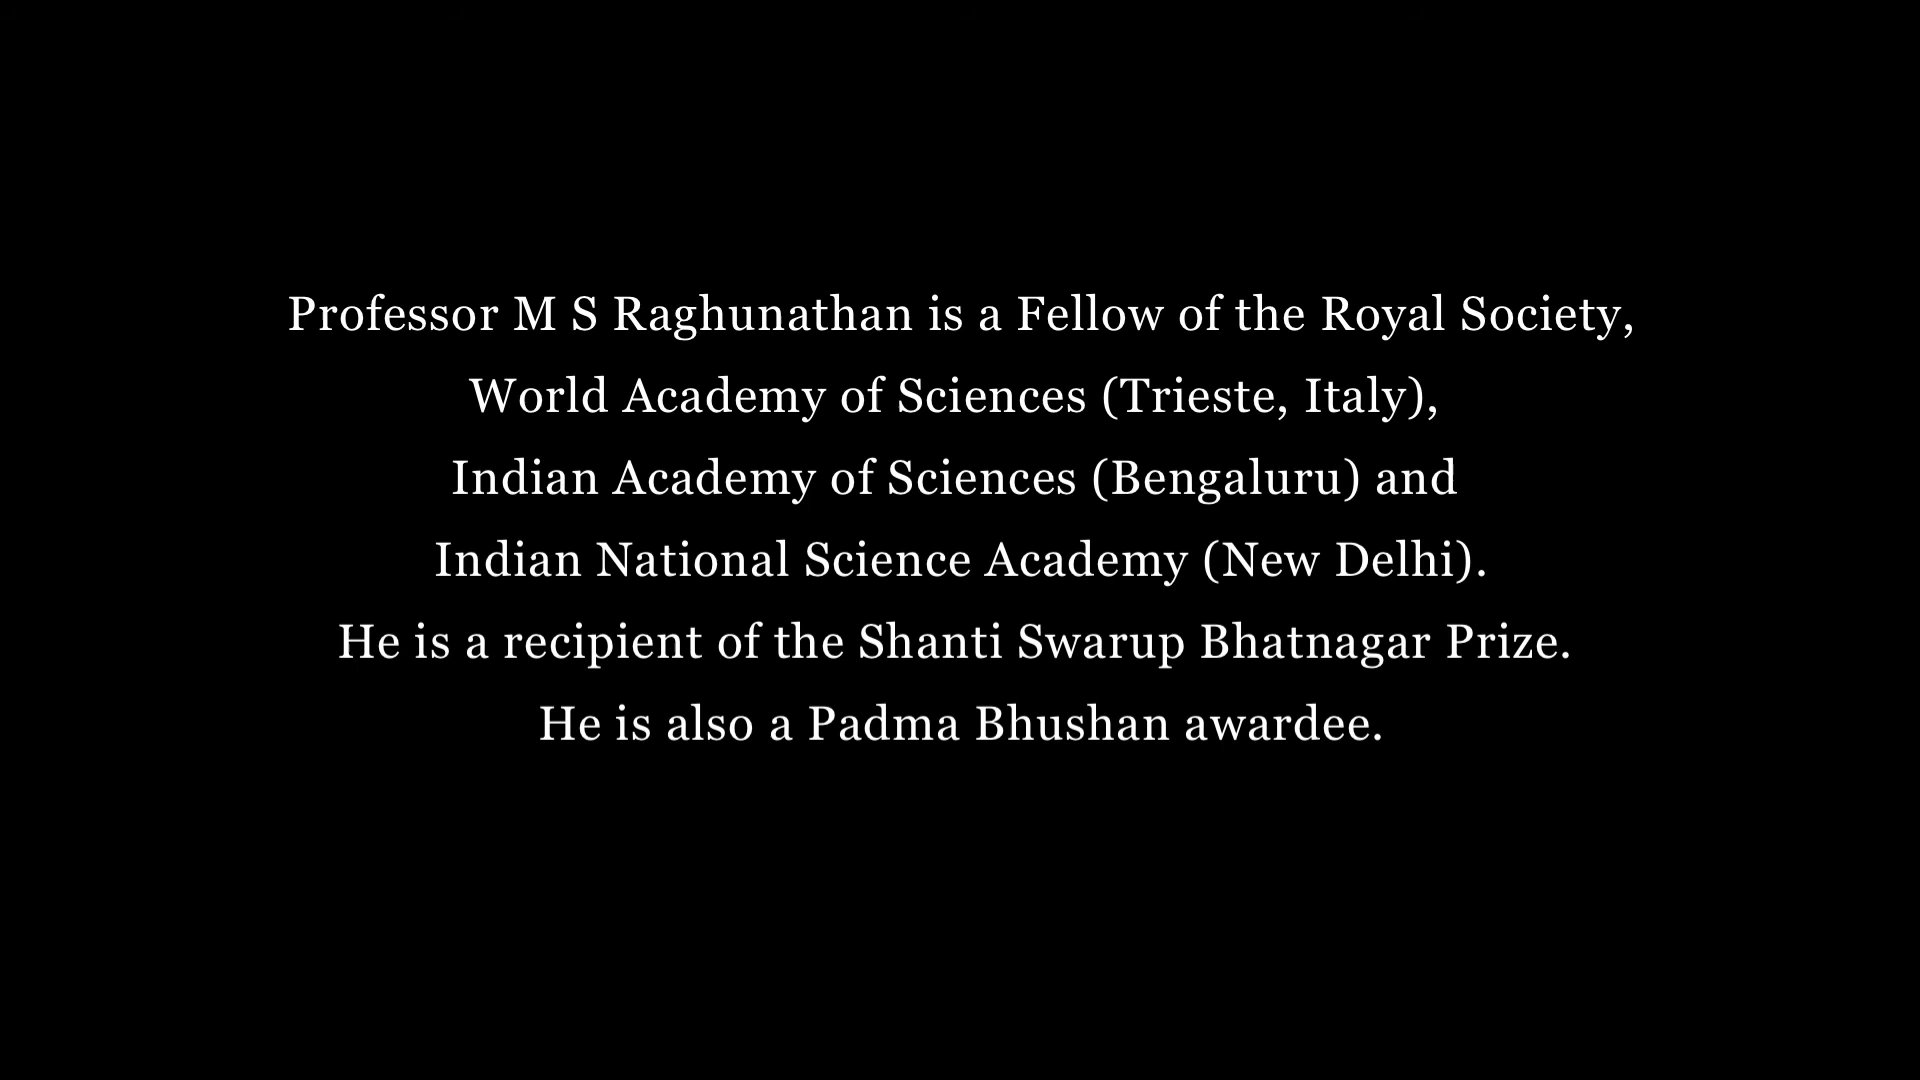 Professor M S Raghunathan is a Fellow of the Royal Society,
World Academy of Sciences (Trieste, Italy),
Indian Academy of Sciences (Bengaluru) and
Indian National Science Academy (New Delhi).
He is a recipient of the Shanti Swarup Bhatnagar Prize.
He is also a Padma Bhushan awardee.